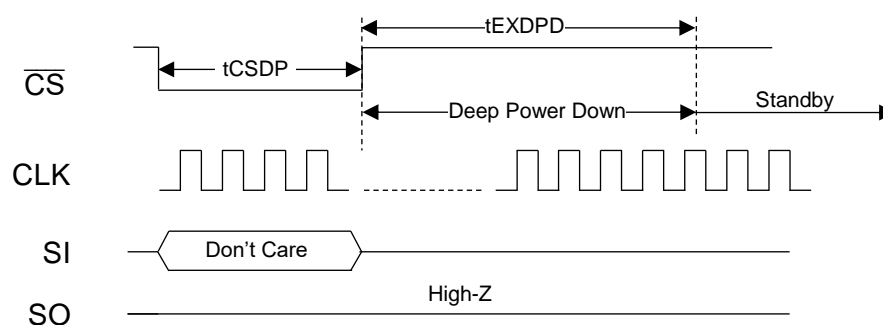 tEXDPD
tCSDP
CS
Deep Power Down
Standby
CLK
SI
Don't Care
High-Z
SO